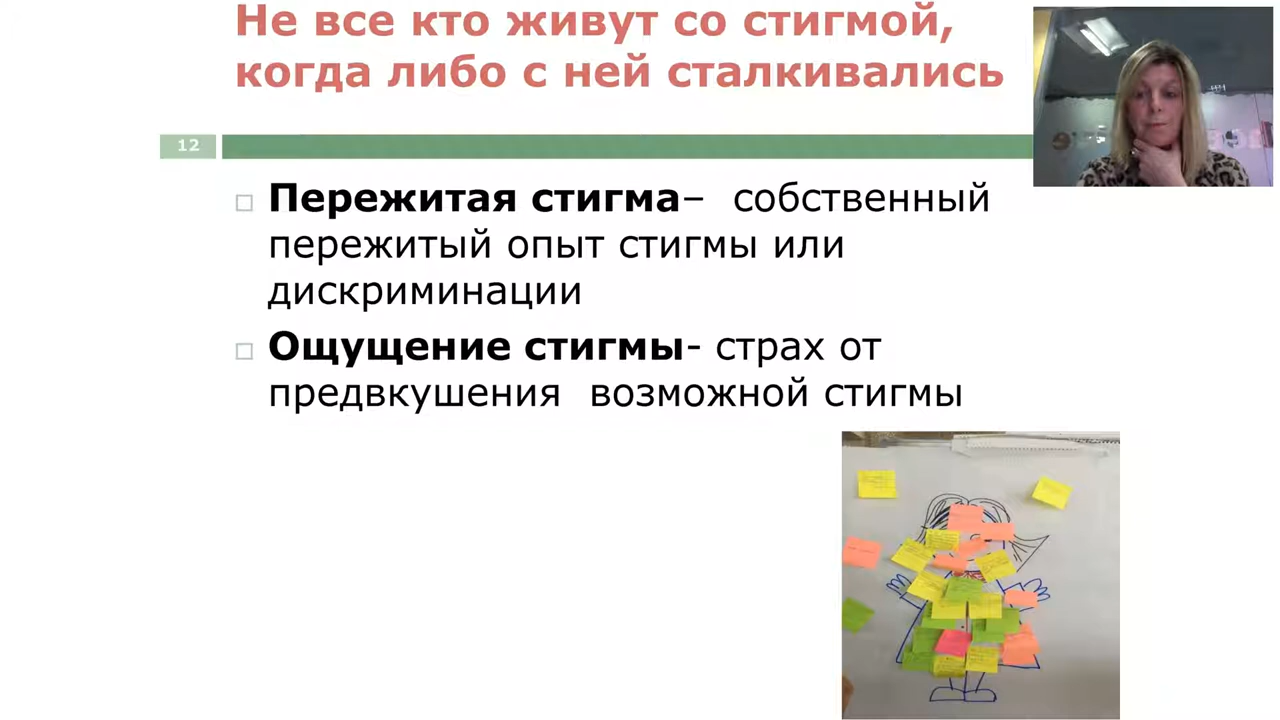 Не все кто живут со стигмой,
когда либо с ней сталкивались
12
Пережитая стигма– собственный
пережитый опыт стигмы или
дискриминации
Ощущение стигмы- страх от
предвкушения возможной стигмы